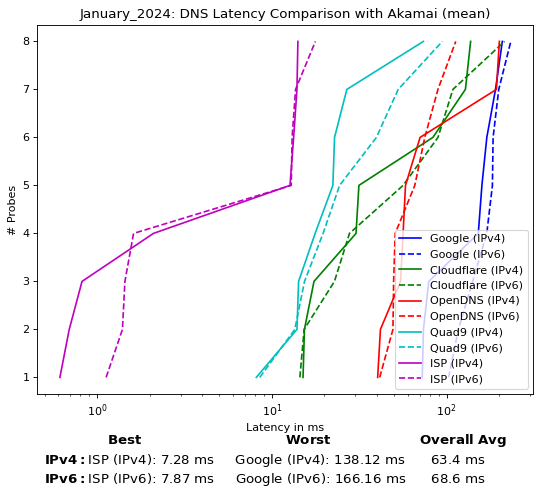 January_2024: DNS Latency Comparison with Akamai (mean)
8
7
6
5
4
3
2
1
# Probes
Google (IPv4)
Google (IPv6)
Cloudflare (IPv4)
Cloudflare (IPv6)
OpenDNS (IPv4)
OpenDNS (IPv6)
Quad9 (IPv4)
Quad9 (IPv6)
ISP (IPv4)
ISP (IPv6)
10⁰ 10¹ 10²
Latency in ms
Best Worst Overall Avg
IPv4: ISP (IPv4): 7.28 ms Google (IPv4): 138.12 ms 63.4 ms
IPv6: ISP (IPv6): 7.87 ms Google (IPv6): 166.16 ms 68.6 ms